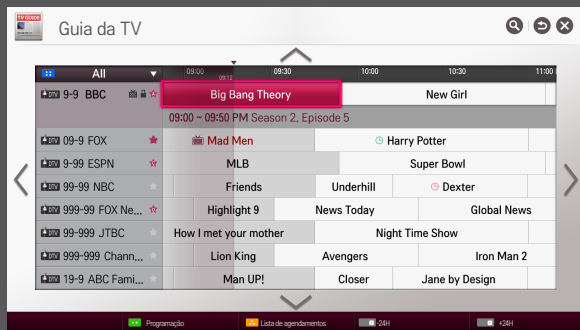 TV GUIDE
Guia da TV
All ▼ 09:00 09:12 09:30 10:00 10:30 11:00
DTV 9-9 BBC Big Bang Theory New Girl
09:00 ~ 09:50 PM Season 2, Episode 5
DTV 09-9 FOX Mad Men Harry Potter
DTV 9-99 ESPN MLB Super Bowl
DTV 99-99 NBC Friends Underhill Dexter
DTV 999-99 FOX Ne... Highlight 9 News Today Global News
DTV 99-999 JTBC How I met your mother Night Time Show
DTV 999-999 Chann... Lion King Avengers Iron Man 2
DTV 19-9 ABC Fami... Man UP! Closer Jane by Design
Programação Lista de agendamentos -24H +24H